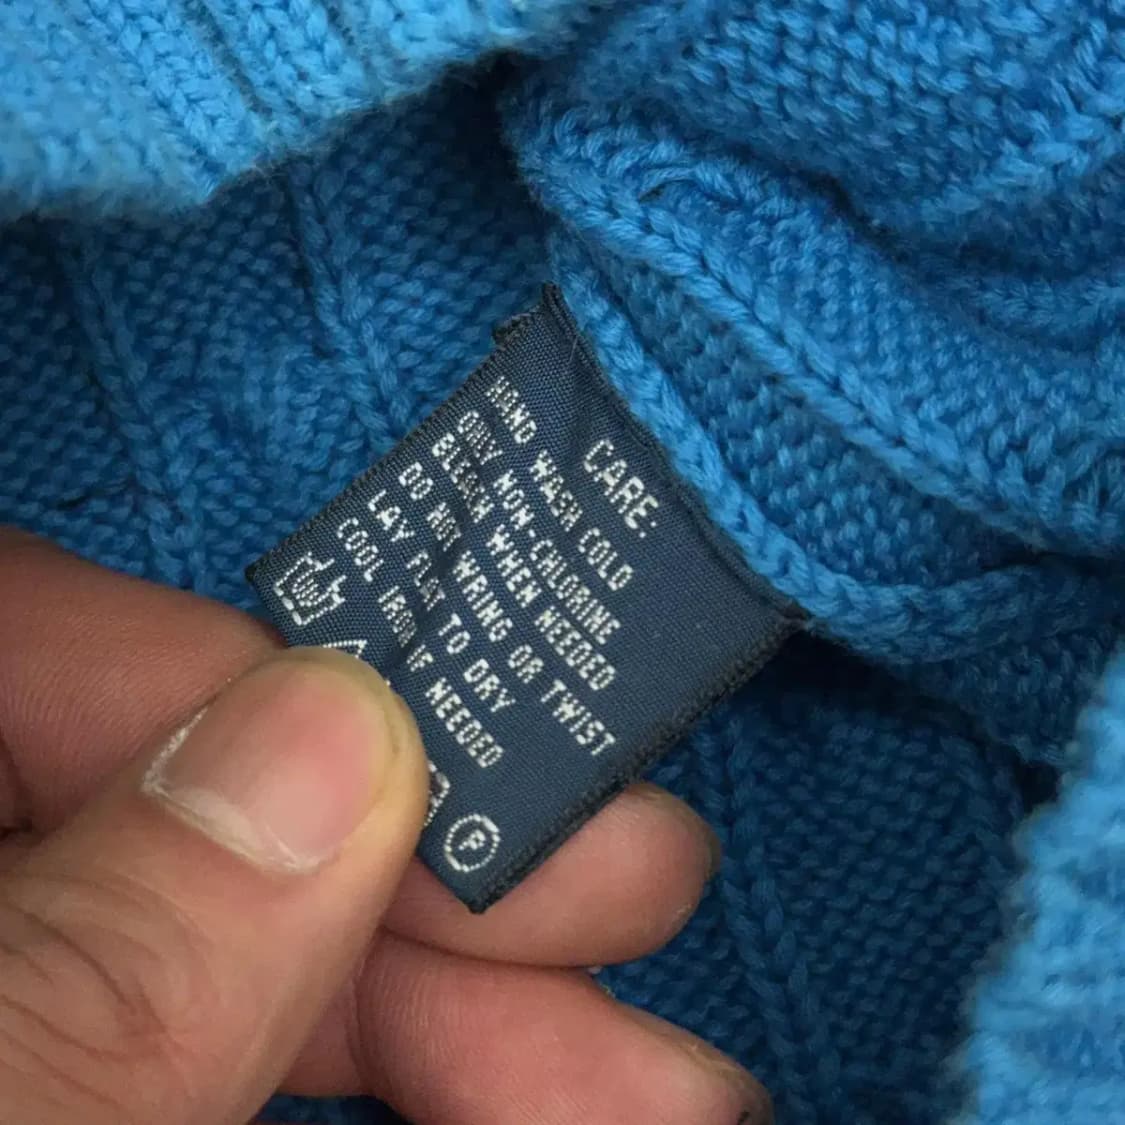 CARE:
HAND WASH COLD
ONLY NON-CHLORINE
BLEACH WHEN NEEDED
DO NOT WRING OR TWIST
LAY FLAT TO DRY
COOL IRON IF NEEDED
P